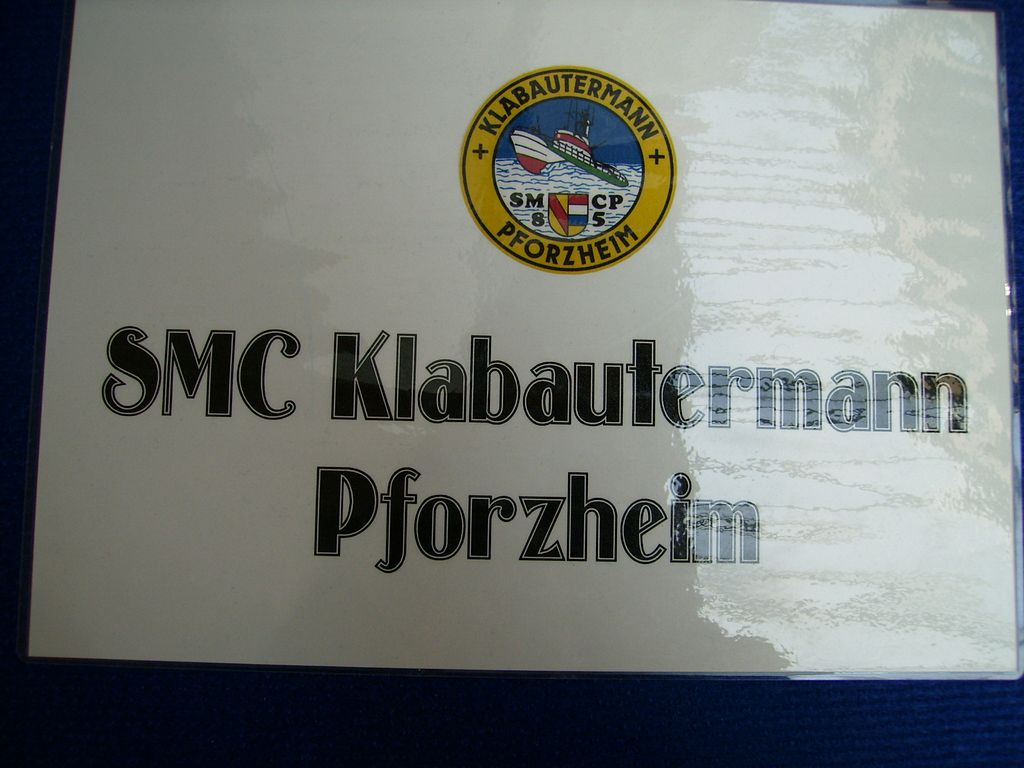 KLABAUTERMANN
SM CP
8 5
PFORZHEIM
SMC Klabautermann
Pforzheim